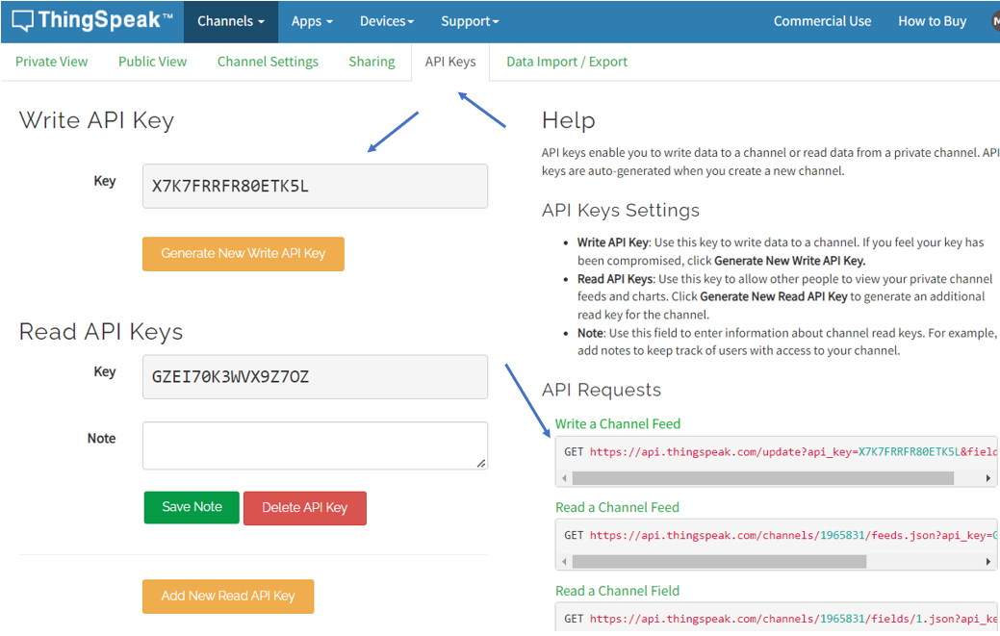 ThingSpeak™ Channels Apps Devices Support Commercial Use How to Buy
Private View Public View Channel Settings Sharing API Keys Data Import / Export
Write API Key
Key X7K7FRRFR80ETK5L
Generate New Write API Key
Read API Keys
Key GZEI70K3WVX9Z7OZ
Note
Save Note Delete API Key
Add New Read API Key
Help
API keys enable you to write data to a channel or read data from a private channel. API
keys are auto-generated when you create a new channel.
API Keys Settings
• Write API Key: Use this key to write data to a channel. If you feel your key has
been compromised, click Generate New Write API Key.
• Read API Keys: Use this key to allow other people to view your private channel
feeds and charts. Click Generate New Read API Key to generate an additional
read key for the channel.
• Note: Use this field to enter information about channel read keys. For example,
add notes to keep track of users with access to your channel.
API Requests
Write a Channel Feed
GET https://api.thingspeak.com/update?api_key=X7K7FRRFR80ETK5L&field
Read a Channel Feed
GET https://api.thingspeak.com/channels/1965831/feeds.json?api_key=G
Read a Channel Field
GET https://api.thingspeak.com/channels/1965831/fields/1.json?api_ke